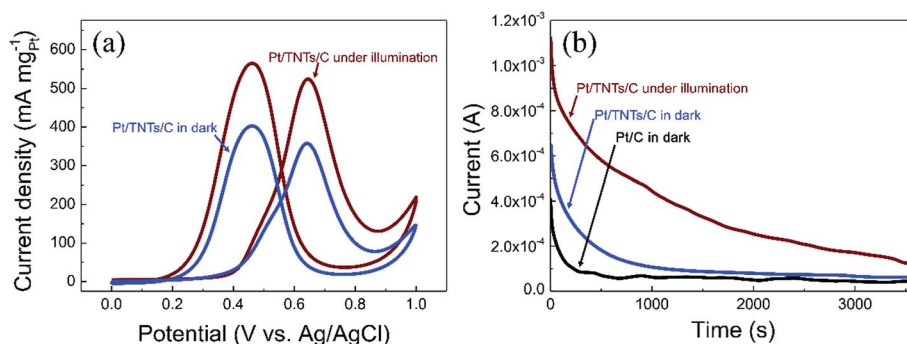 (a)
Pt/TNTs/C under illumination
Pt/TNTs/C in dark
Current density (mA mg⁻¹Pt)
600
500
400
300
200
100
0
0.0 0.2 0.4 0.6 0.8 1.0
Potential (V vs. Ag/AgCl)
(b)
Pt/TNTs/C under illumination
Pt/TNTs/C in dark
Pt/C in dark
Current (A)
1.2x10⁻³
1.0x10⁻³
8.0x10⁻⁴
6.0x10⁻⁴
4.0x10⁻⁴
2.0x10⁻⁴
0.0
0 1000 2000 3000
Time (s)